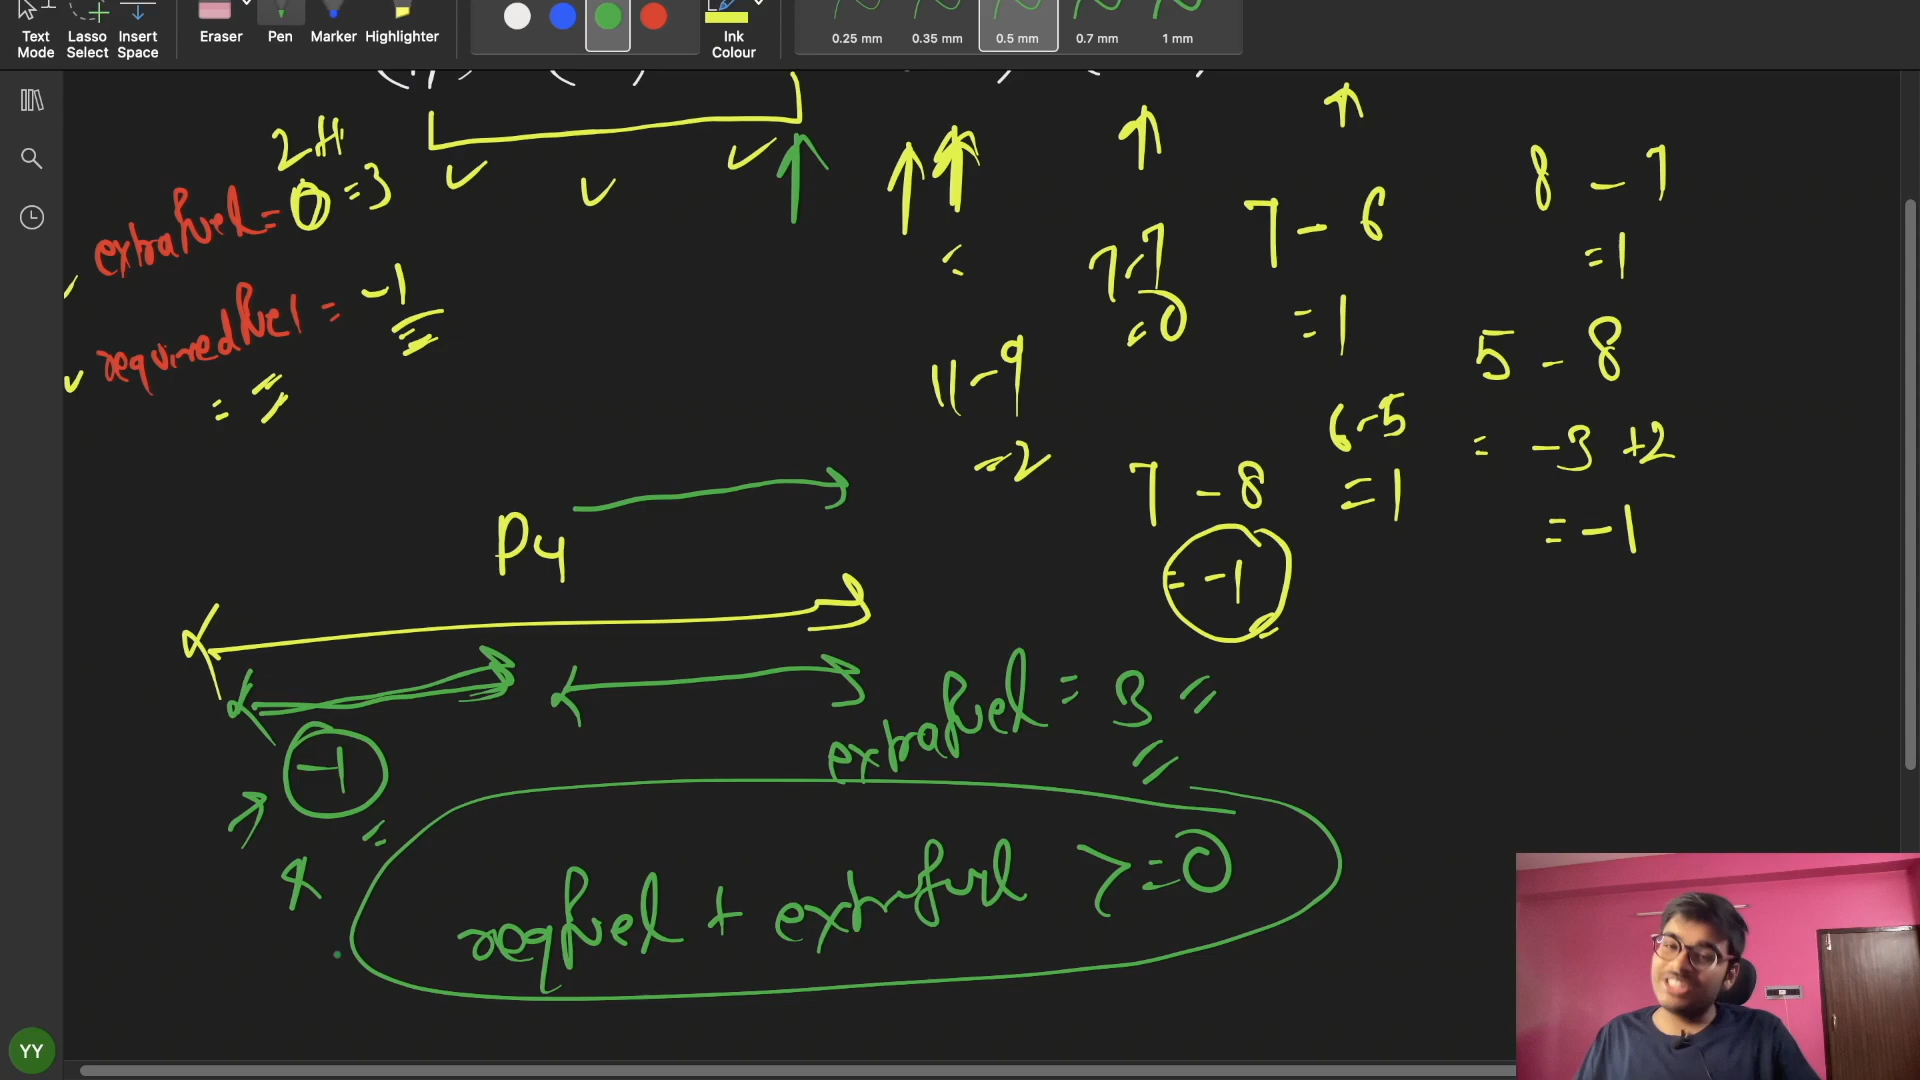 Text Mode
Lasso Select
Insert Space
Eraser
Pen
Marker
Highlighter
Ink Colour
0.25 mm
0.35 mm
0.5 mm
0.7 mm
1 mm
extrafuel = 0 = 3
requiredfuel = -1
=
7-7
=0
7 - 6
= 1
8 - 7
= 1
11 - 9
=2
7 - 8
= -1
6-5
= 1
5 - 8
= -3 +2
= -1
P4
-1
extrafuel = 3
reqfuel + extrafuel >= 0
YY